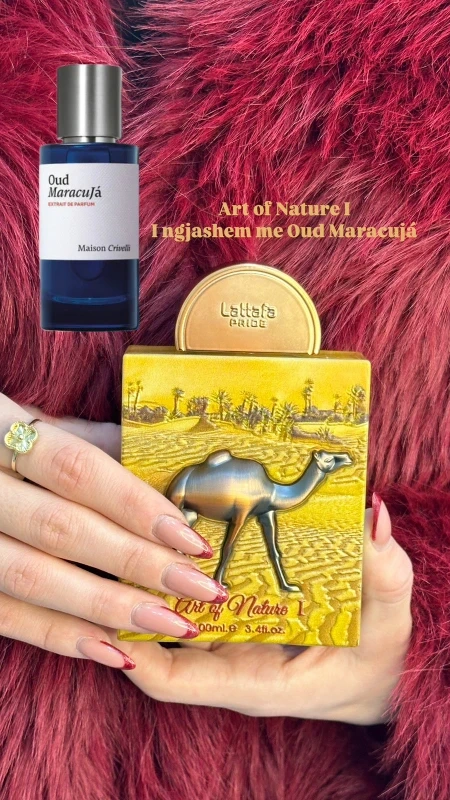 Oud
Maracujá
EXTRAIT DE PARFUM
Maison Crivelli
Art of Nature I
I ngjashem me Oud Maracujá
Lattafa
PRIDE
Art of Nature I
100ml.e 3.4fl.oz.